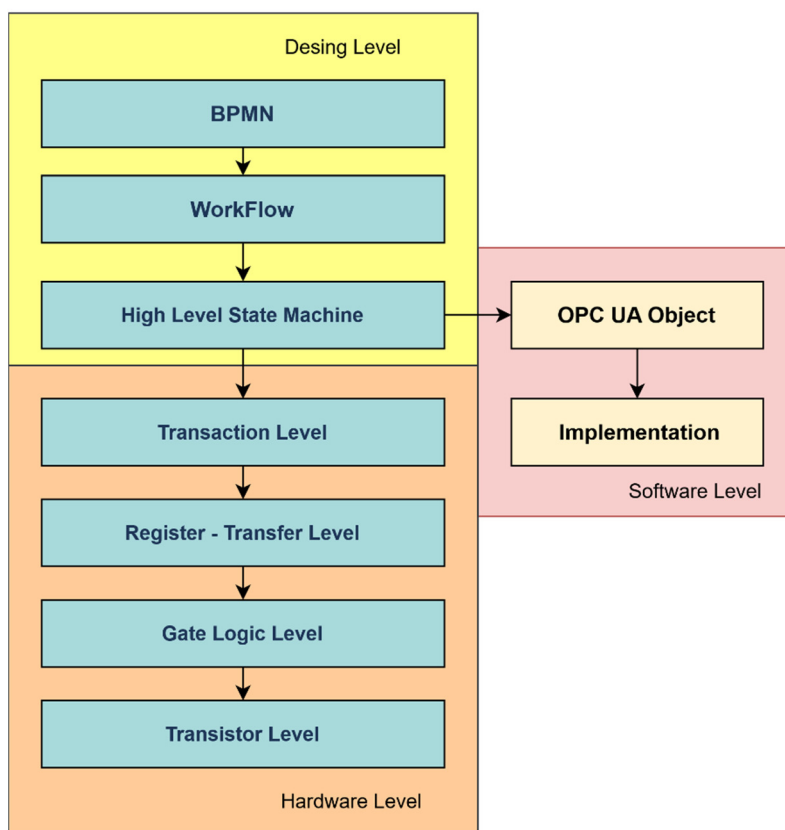 Desing Level
BPMN
WorkFlow
High Level State Machine
OPC UA Object
Transaction Level
Implementation
Software Level
Register - Transfer Level
Gate Logic Level
Transistor Level
Hardware Level